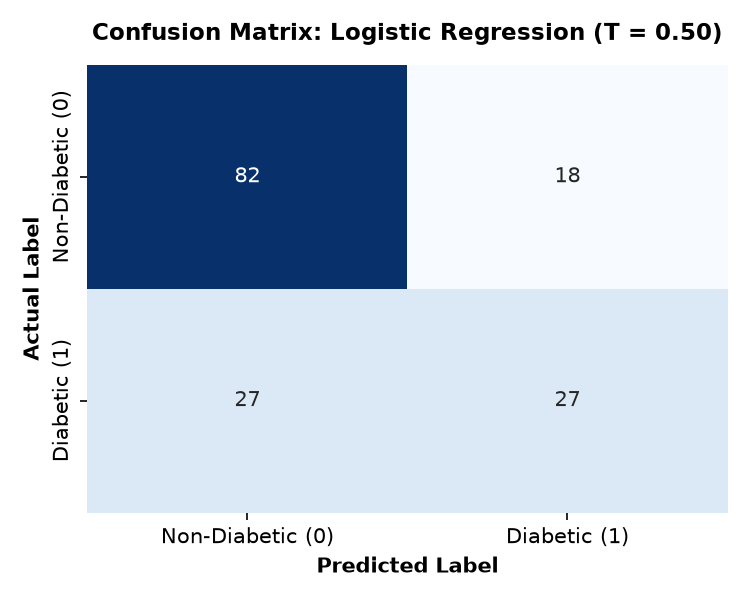 Confusion Matrix: Logistic Regression (T = 0.50)
Actual Label
Non-Diabetic (0)
82
18
Diabetic (1)
27
27
Non-Diabetic (0)
Diabetic (1)
Predicted Label